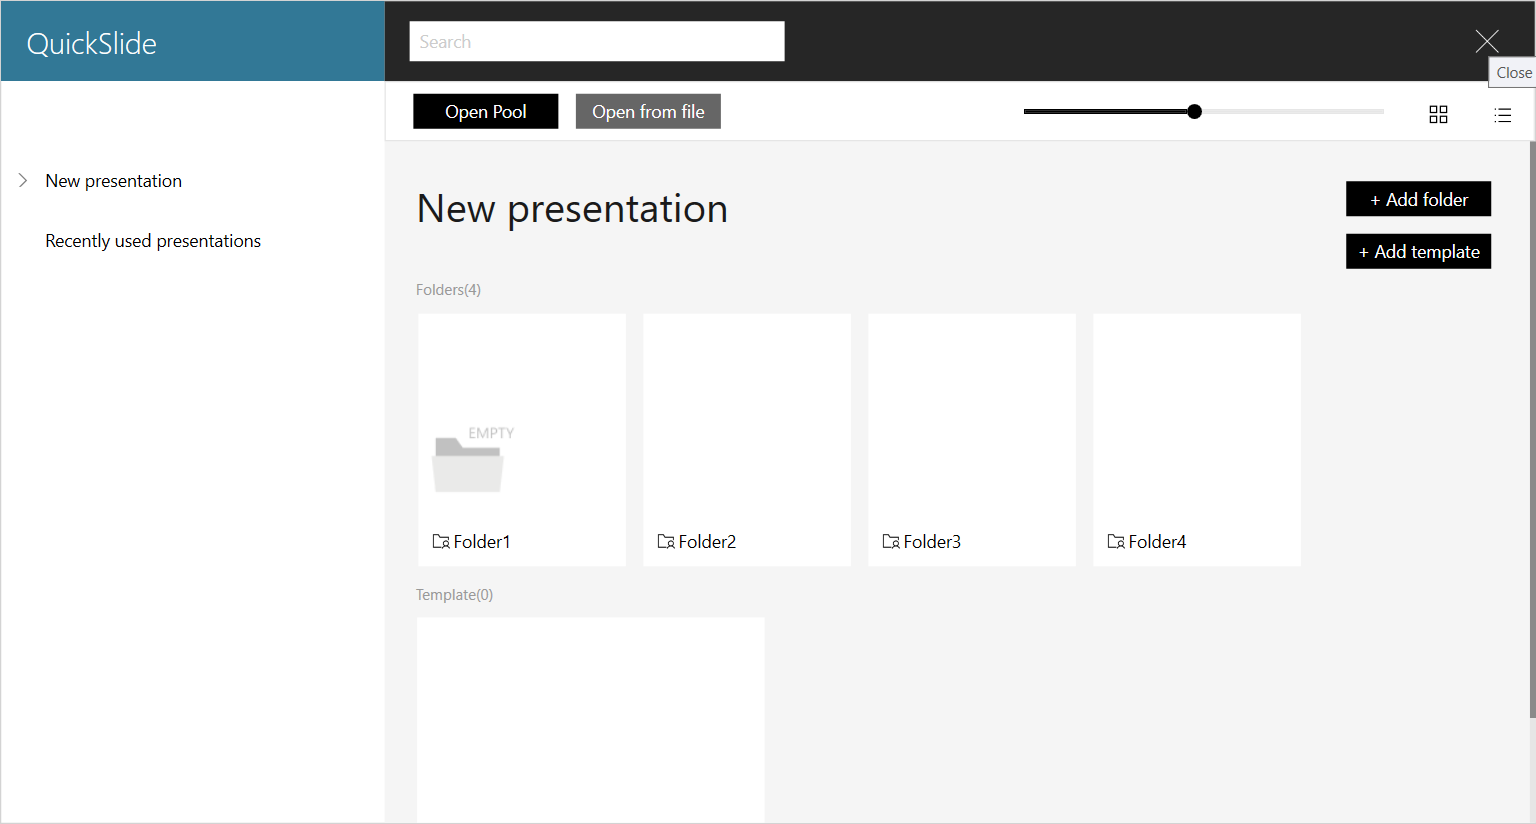 QuickSlide
Search
Close
Open Pool
Open from file
New presentation
Recently used presentations
New presentation
+ Add folder
+ Add template
Folders(4)
EMPTY
Folder1
Folder2
Folder3
Folder4
Template(0)